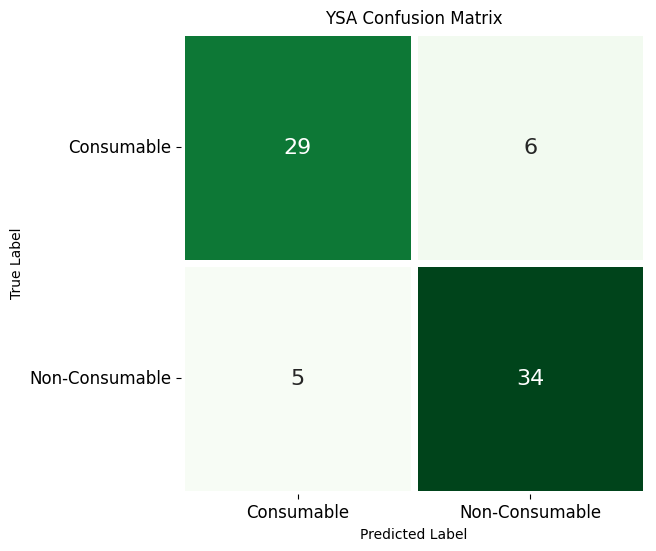 YSA Confusion Matrix
True Label
Consumable
29
6
Non-Consumable
5
34
Consumable
Non-Consumable
Predicted Label